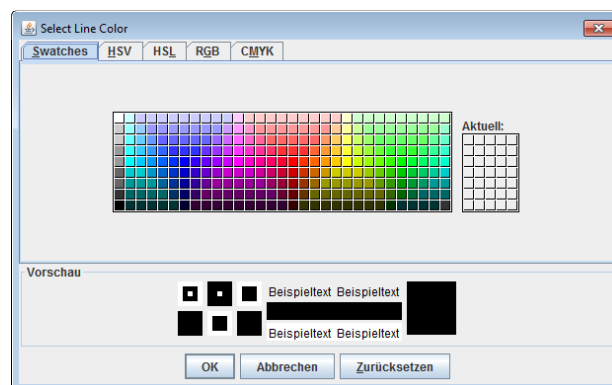 Select Line Color
Swatches HSV HSL RGB CMYK
Aktuell:
Vorschau
Beispieltext Beispieltext
Beispieltext Beispieltext
OK Abbrechen Zurücksetzen